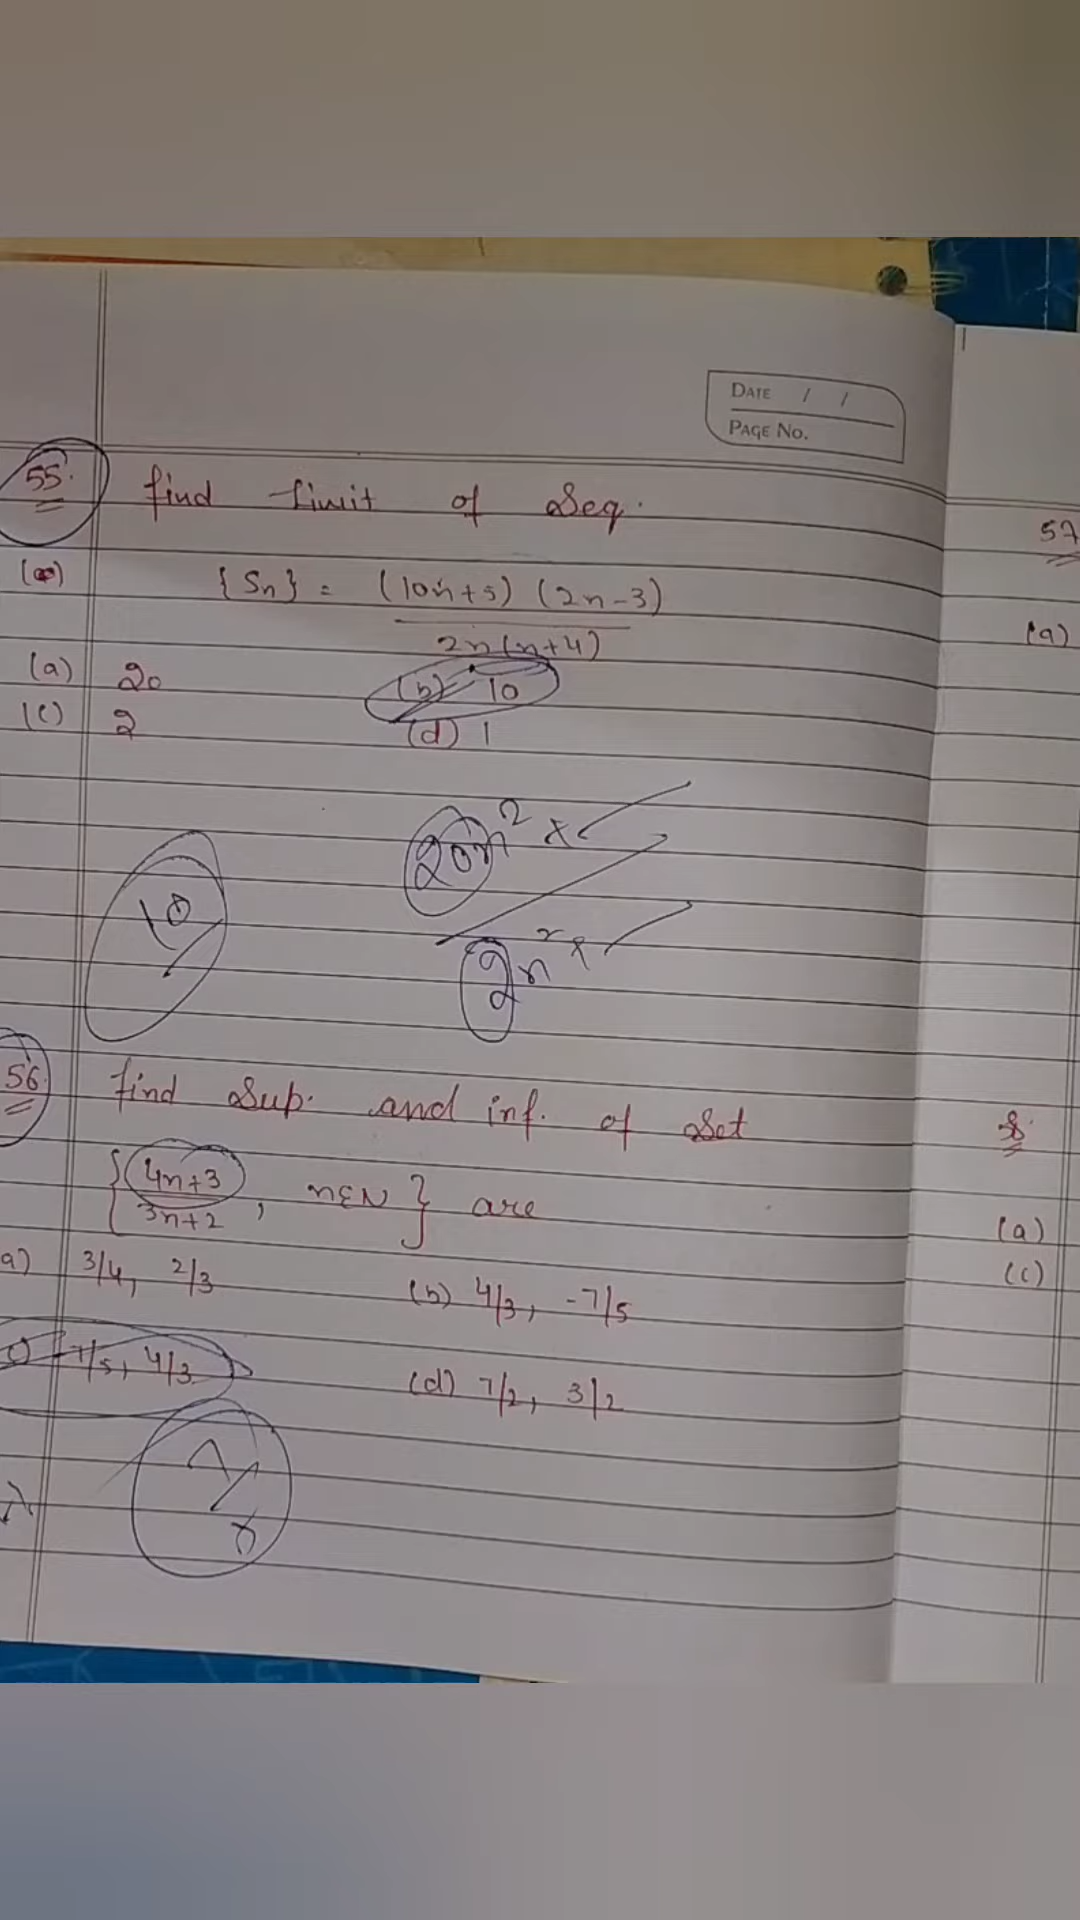 DATE / /
PAGE No.
55. find limit of Seq.
{Sn} = (10n+5) (2n-3)
2n(n+4)
(a) 20 (b) 10
(c) 2 (d) 1
20n² +
2n² +
10
56. find Sup. and inf. of Set
{ 4n+3
3n+2 , n∈N } are
a) 3/4, 2/3 (b) 4/3, -7/5
c) 7/5, 4/3 (d) 7/2, 3/2
57
(a)
8.
(a)
(c)